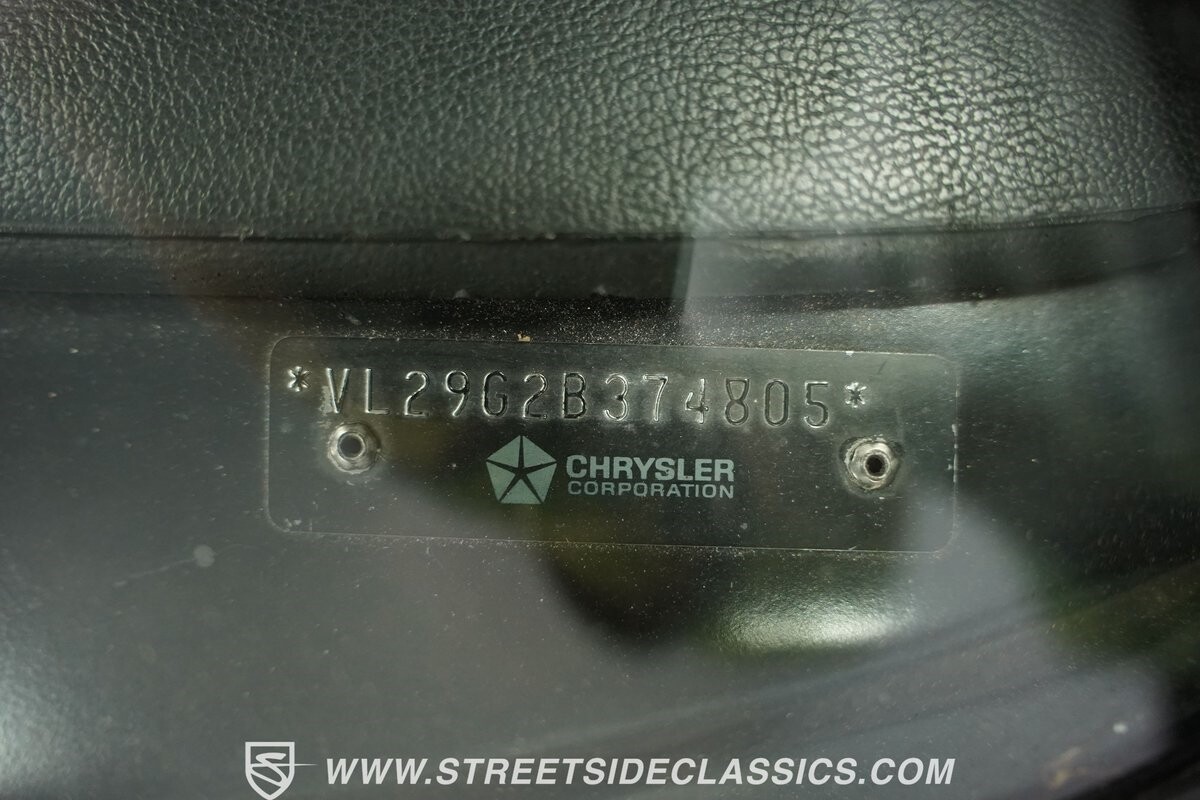 *VL29G2B374805*
CHRYSLER
CORPORATION
WWW.STREETSIDECLASSICS.COM